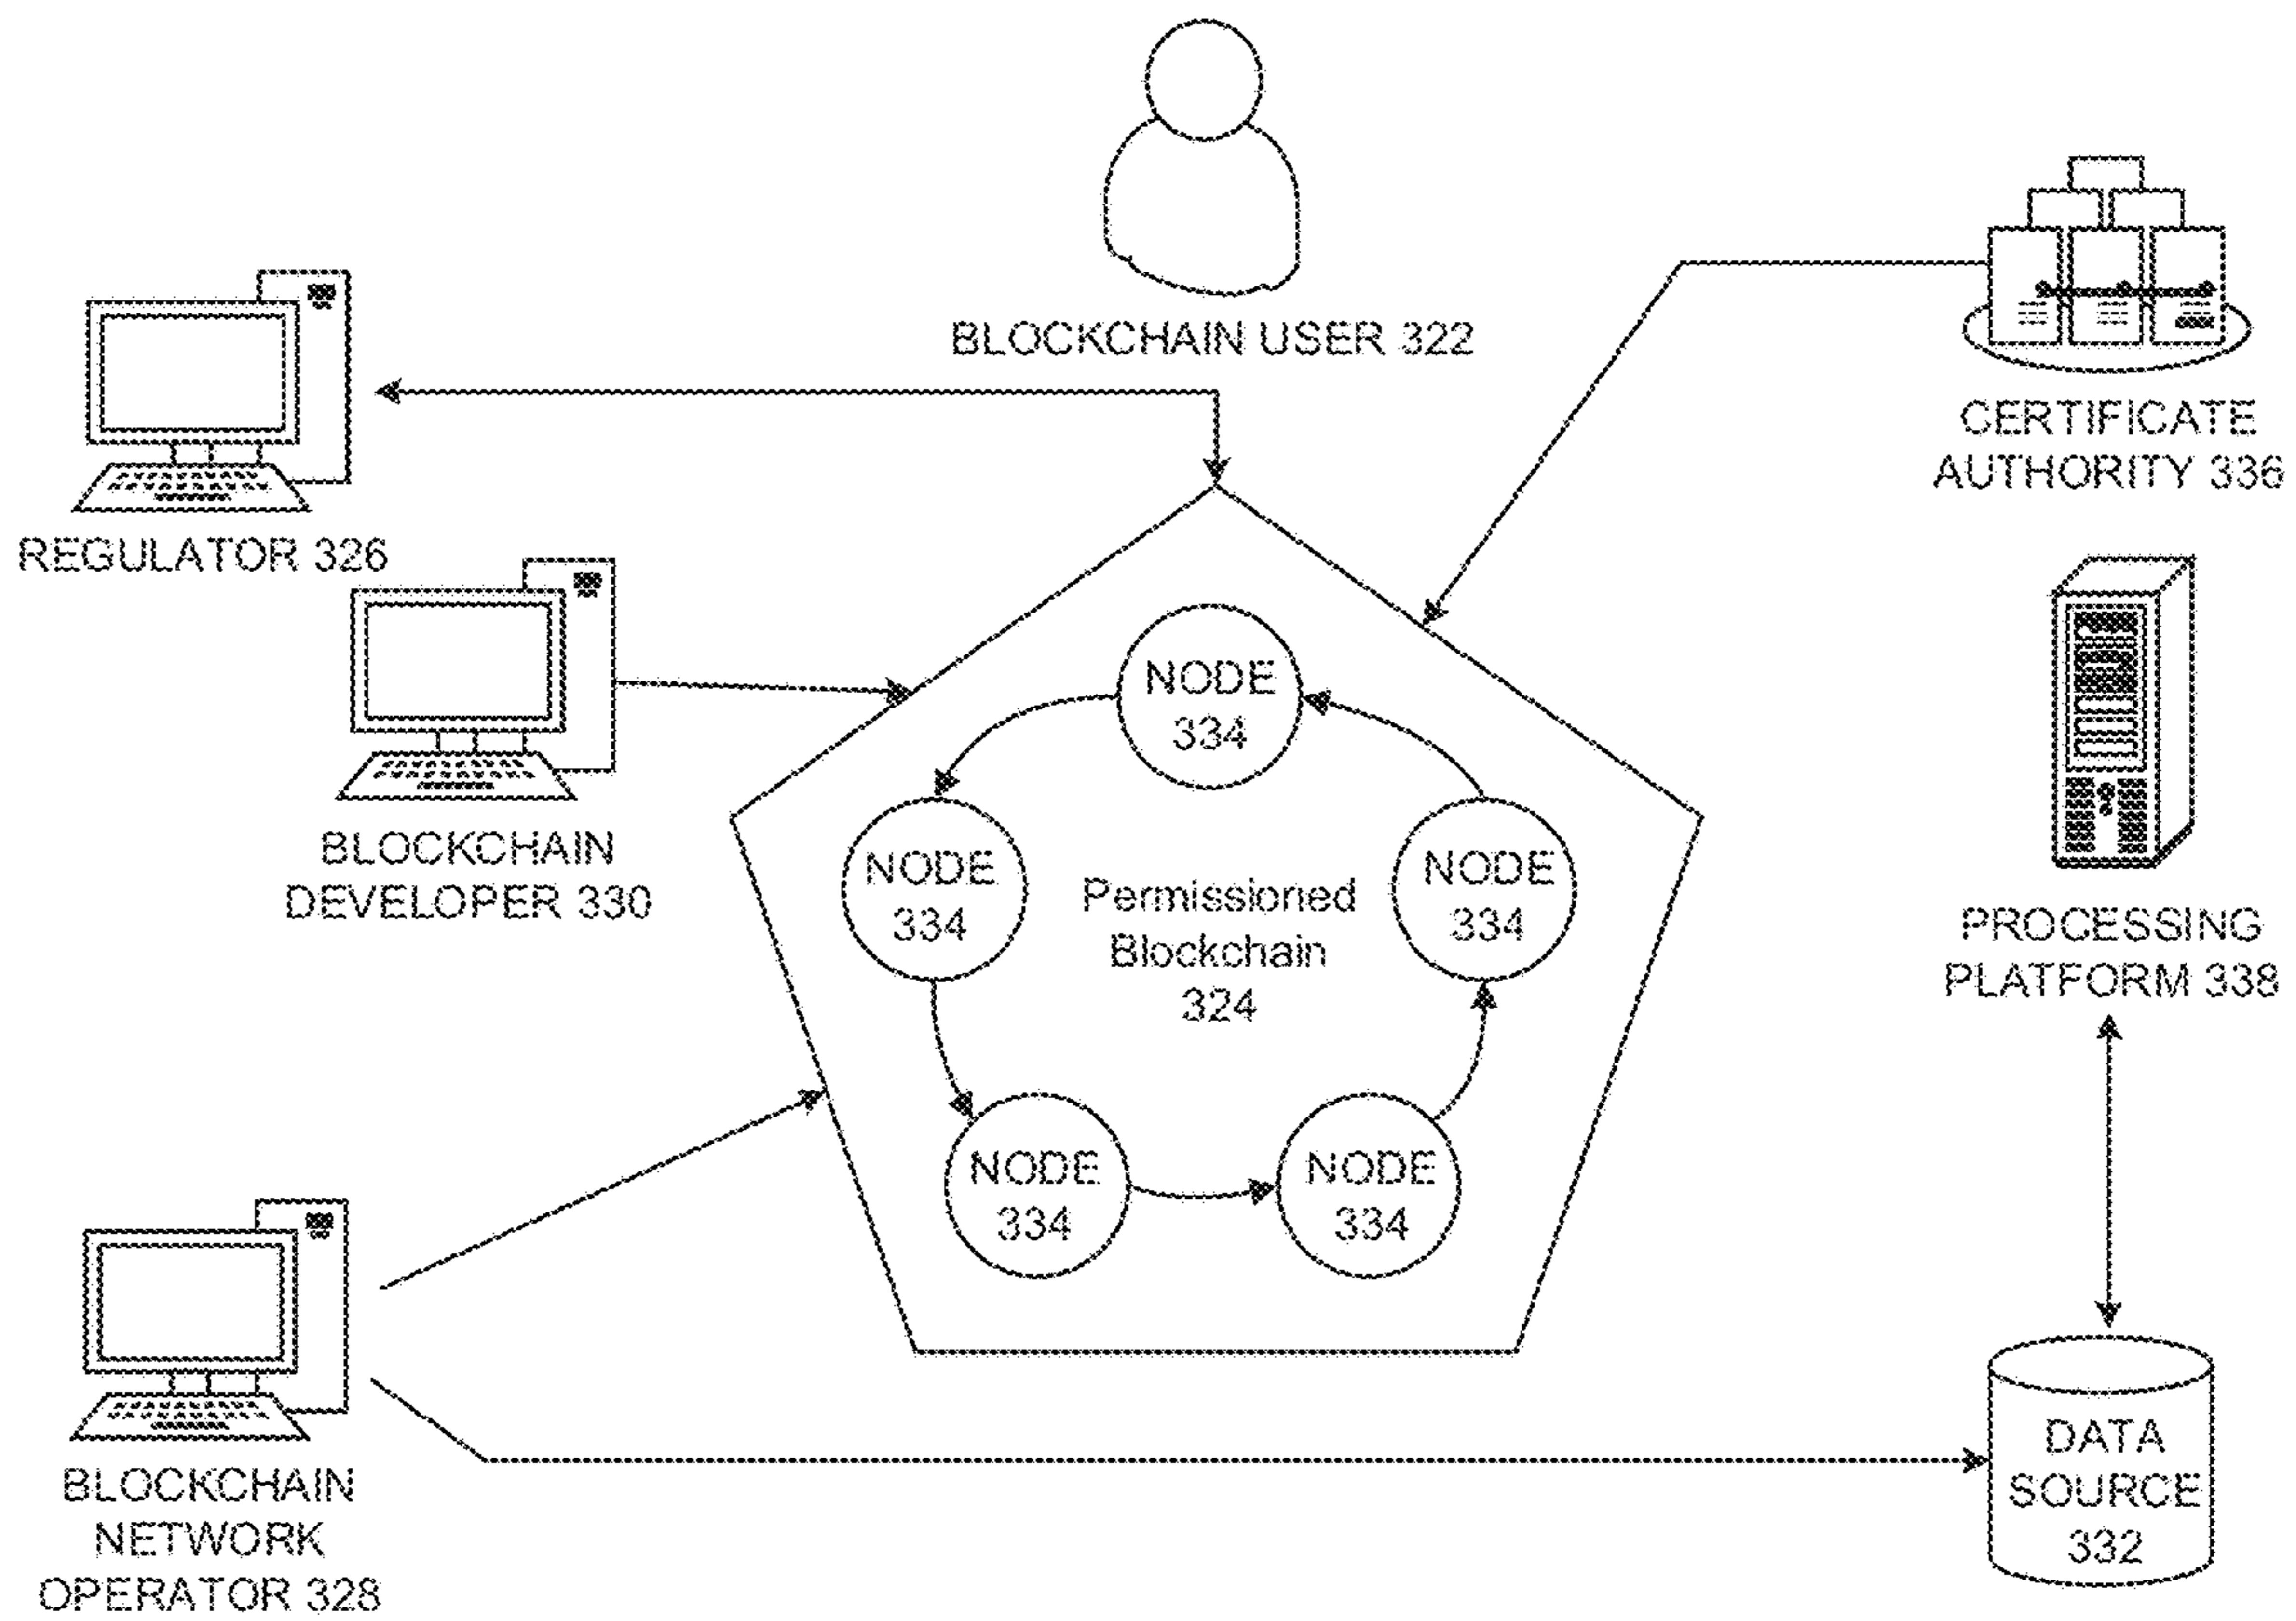 BLOCKCHAIN USER 322
CERTIFICATE
AUTHORITY 336
REGULATOR 326
BLOCKCHAIN
DEVELOPER 330
NODE
334
NODE
334
Permissioned
Blockchain
324
NODE
334
PROCESSING
PLATFORM 338
NODE
334
NODE
334
BLOCKCHAIN
NETWORK
OPERATOR 328
DATA
SOURCE
332